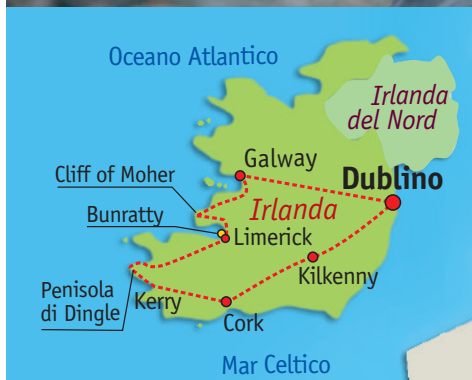 Oceano Atlantico
Irlanda
del Nord
Galway
Dublino
Cliff of Moher
Bunratty
Irlanda
Limerick
Kilkenny
Penisola
di Dingle
Kerry
Cork
Mar Celtico